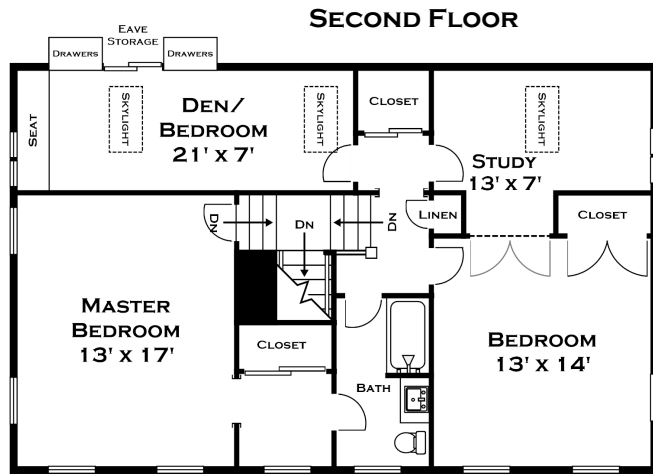 SECOND FLOOR
EAVE
STORAGE
DRAWERS
DRAWERS
SEAT
SKYLIGHT
DEN/
BEDROOM
21' X 7'
SKYLIGHT
CLOSET
SKYLIGHT
STUDY
13' X 7'
DN
DN
DN
LINEN
CLOSET
MASTER
BEDROOM
13' X 17'
CLOSET
BEDROOM
13' X 14'
BATH